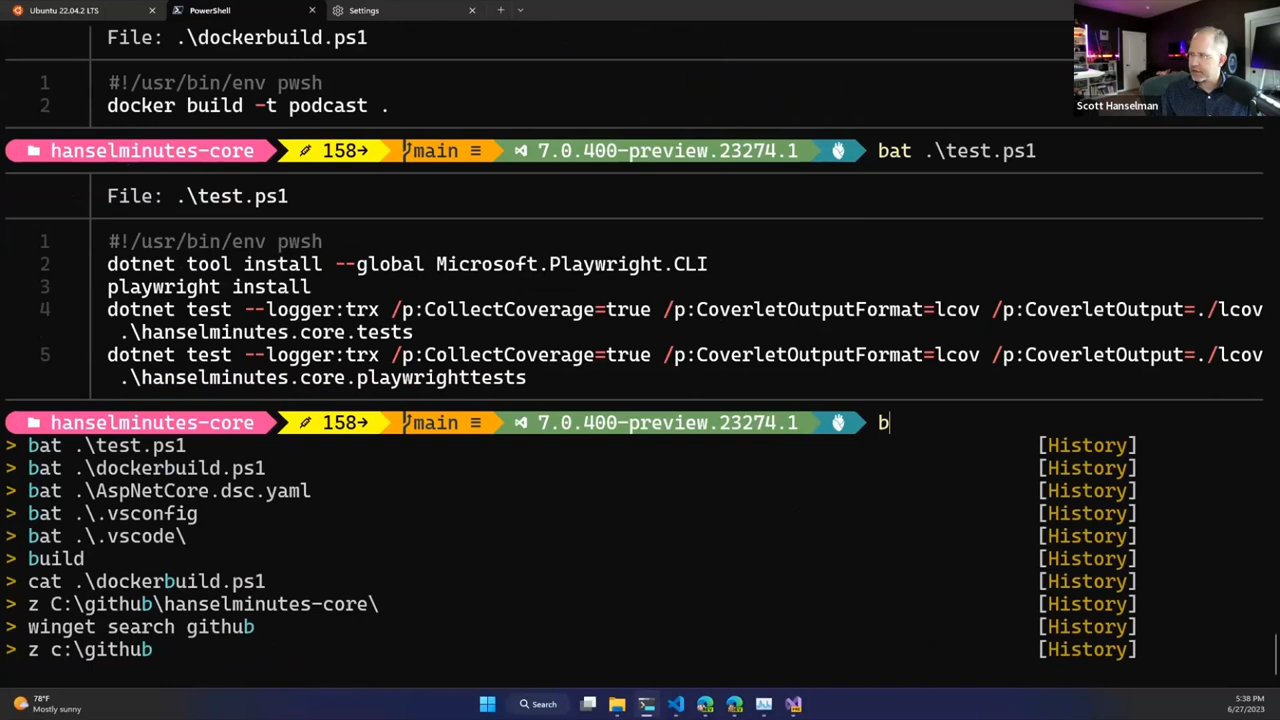 Ubuntu 22.04.2 LTS
PowerShell
Settings
File: .\dockerbuild.ps1
1 #!/usr/bin/env pwsh
2 docker build -t podcast .
Scott Hanselman
hanselminutes-core 158→ main ≡ 7.0.400-preview.23274.1 bat .\test.ps1
File: .\test.ps1
1 #!/usr/bin/env pwsh
2 dotnet tool install --global Microsoft.Playwright.CLI
3 playwright install
4 dotnet test --logger:trx /p:CollectCoverage=true /p:CoverletOutputFormat=lcov /p:CoverletOutput=./lcov
.\hanselminutes.core.tests
5 dotnet test --logger:trx /p:CollectCoverage=true /p:CoverletOutputFormat=lcov /p:CoverletOutput=./lcov
.\hanselminutes.core.playwrighttests
hanselminutes-core 158→ main ≡ 7.0.400-preview.23274.1 b
> bat .\test.ps1 [History]
> bat .\dockerbuild.ps1 [History]
> bat .\AspNetCore.dsc.yaml [History]
> bat .\.vsconfig [History]
> bat .\.vscode\ [History]
> build [History]
> cat .\dockerbuild.ps1 [History]
> z C:\github\hanselminutes-core\ [History]
> winget search github [History]
> z c:\github [History]
78°F
Mostly sunny
Search
5:38 PM
6/27/2023